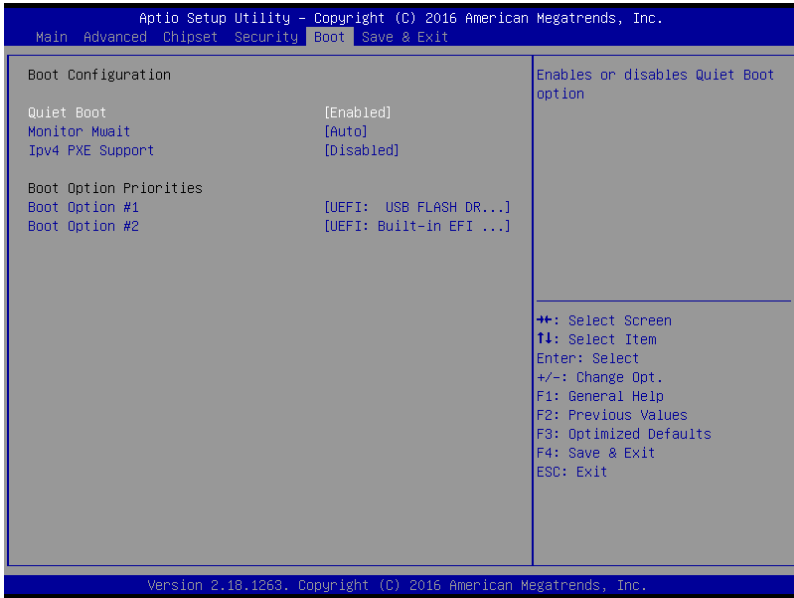 Aptio Setup Utility – Copyright (C) 2016 American Megatrends, Inc.
Main Advanced Chipset Security Boot Save & Exit
Boot Configuration
Quiet Boot [Enabled]
Monitor Mwait [Auto]
Ipv4 PXE Support [Disabled]
Boot Option Priorities
Boot Option #1 [UEFI: USB FLASH DR...]
Boot Option #2 [UEFI: Built-in EFI ...]
Enables or disables Quiet Boot
option
→←: Select Screen
↑↓: Select Item
Enter: Select
+/-: Change Opt.
F1: General Help
F2: Previous Values
F3: Optimized Defaults
F4: Save & Exit
ESC: Exit
Version 2.18.1263. Copyright (C) 2016 American Megatrends, Inc.